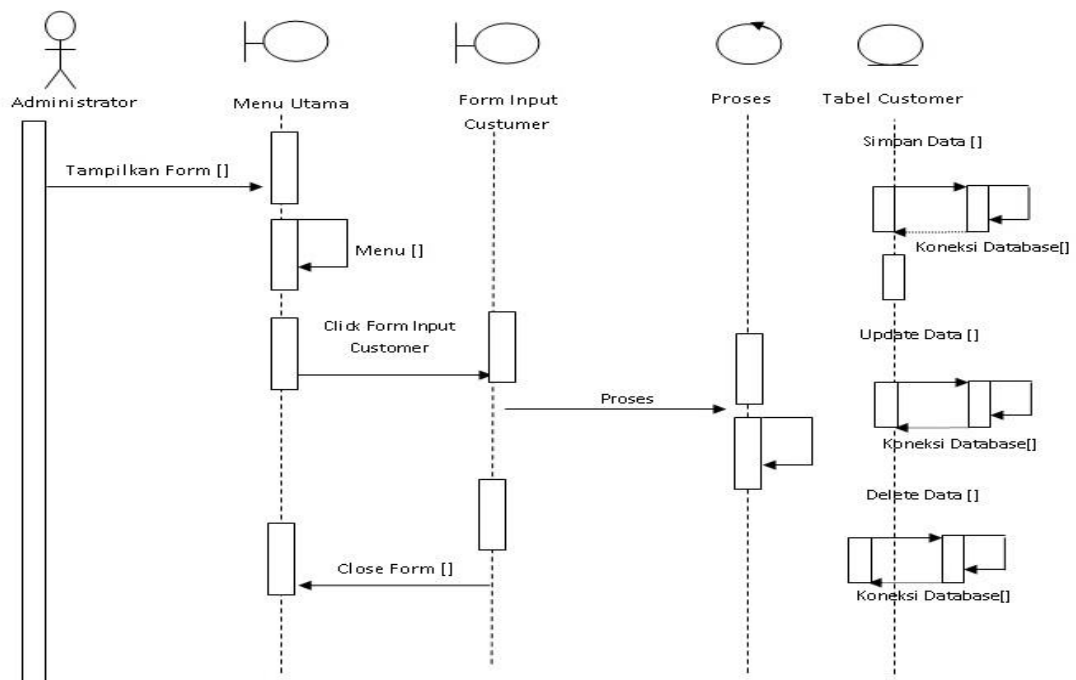 Administrator
Menu Utama
Form Input
Custumer
Proses
Tabel Customer
Simpan Data []
Tampilkan Form []
Menu []
Koneksi Database[]
Click Form Input
Customer
Update Data []
Proses
Koneksi Database[]
Delete Data []
Close Form []
Koneksi Database[]